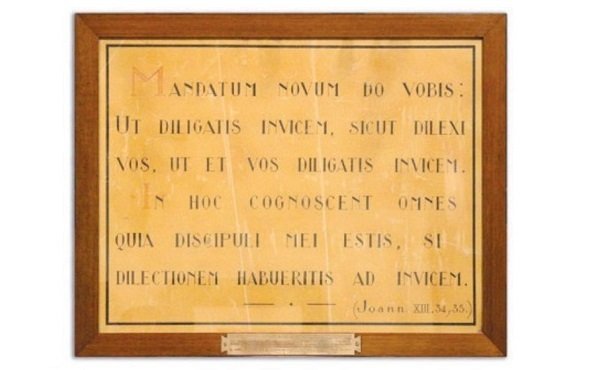 MANDATUM NOVUM DO VOBIS:
UT DILIGATIS INVICEM, SICUT DILEXI
VOS, UT ET VOS DILIGATIS INVICEM.
IN HOC COGNOSCENT OMNES
QUIA DISCIPULI MEI ESTIS, SI
DILECTIONEM HABUERITIS AD INVICEM.
(Joann. XIII, 34, 35.)